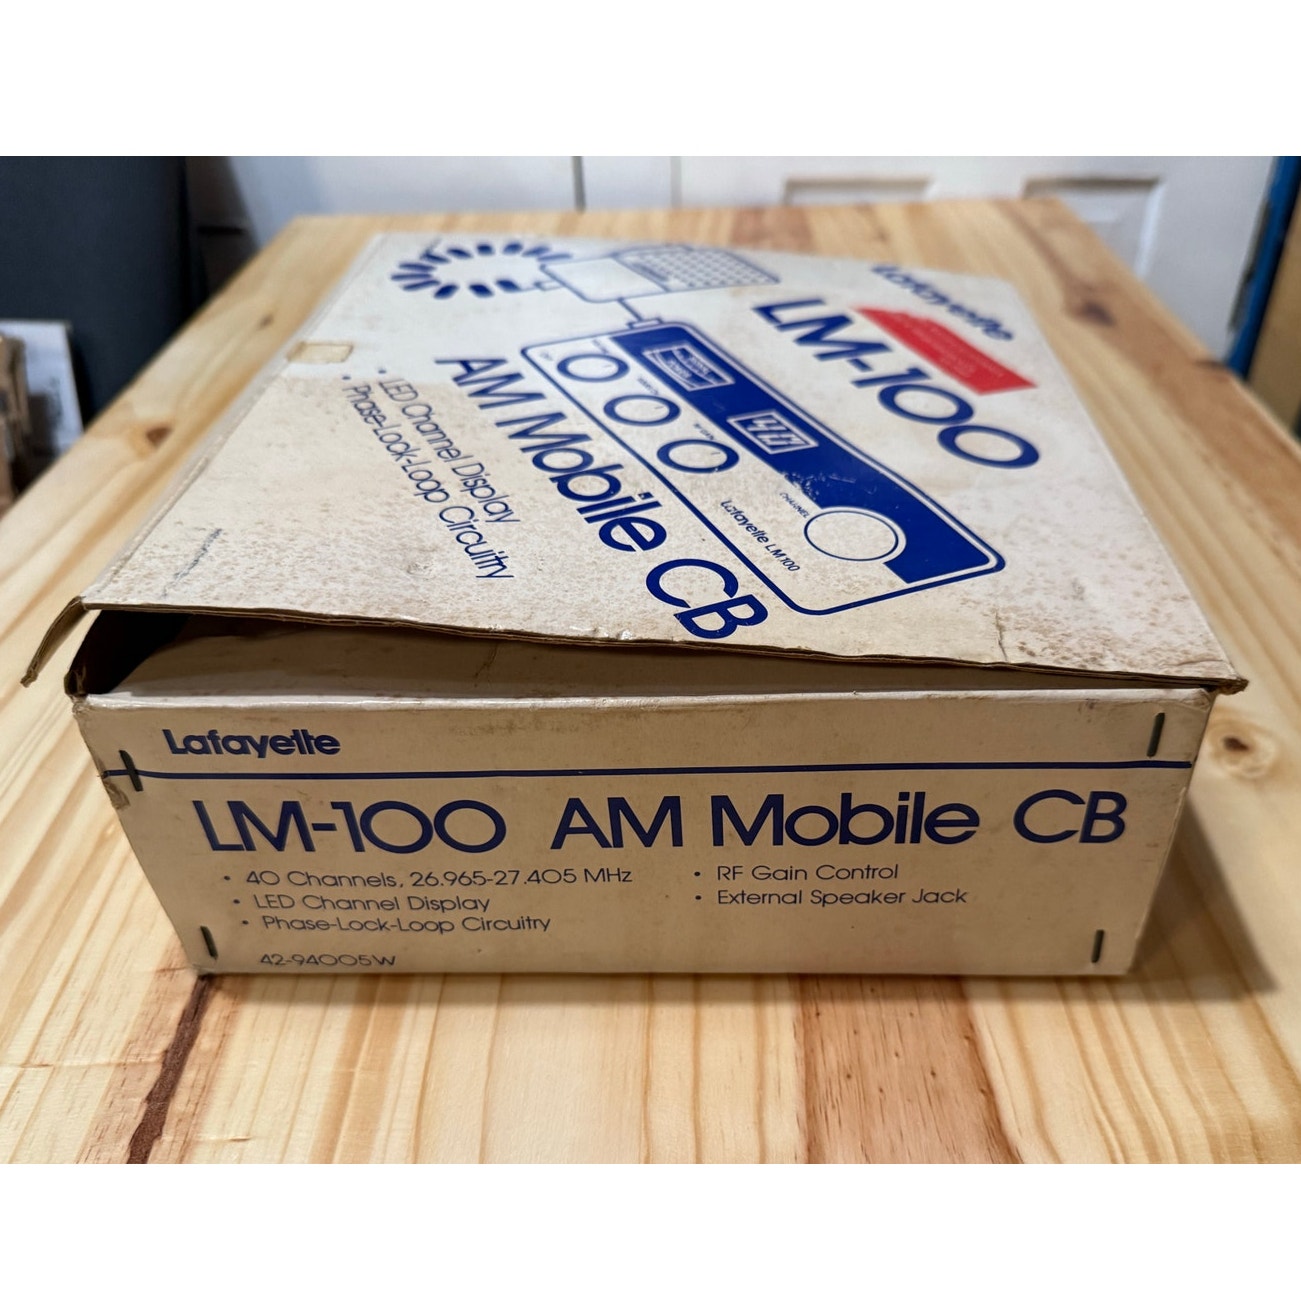 Lafayette
LM-100
AM Mobile CB
• LED Channel Display
• Phase-Lock-Loop Circuitry
40
CHANNEL
Lafayette LM100
Lafayette
LM-100 AM Mobile CB
• 40 Channels, 26.965-27.405 MHz
• LED Channel Display
• Phase-Lock-Loop Circuitry
• RF Gain Control
• External Speaker Jack
42-94005W